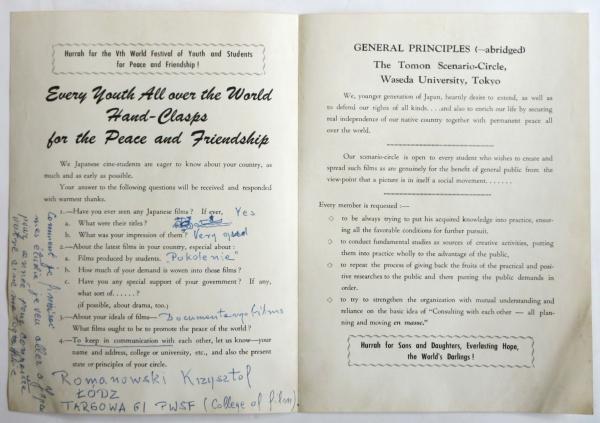 Hurrah for the Vth World Festival of Youth and Students
for Peace and Friendship!
Every Youth All over the World
Hand-Clasps
for the Peace and Friendship
We Japanese cine-students are eager to know about your country, as
much and as early as possible.
Your answer to the following questions will be received and responded
with warmest thanks.
1.—Have you ever seen any Japanese films? If ever, Yes
a. What were their titles?
b. What was your impression of them? Very good
2.—About the latest films in your country, especial about:
a. Films produced by students. "Pokolenie"
b. How much of your demand is woven into those films?
c. Have you any special support of your government? If any,
what sort of......?
(if possible, about drama, too.)
3.—About your ideals of films— Documentary films
What films ought to be to promote the peace of the world?
4.—To keep in communication with each other, let us know—your
name and address, college or university, etc., and also the present
state or principles of your circle.
Romanowski Krzysztof
ŁÓDZ
TARGOWA 61 PWSF (College of film).
GENERAL PRINCIPLES (—abridged)
The Tomon Scenario-Circle,
Waseda University, Tokyo
We, younger generation of Japan, heartily desire to extend, as well as
to defend our rights of all kinds...and also to enrich our life by securing
real independence of our native country together with permanent peace all
over the world.
Our scenario-circle is open to every student who wishes to create and
spread such films as are genuinely for the benefit of general public from the
view-point that a picture is in itself a social movement.......
Every member is requested :—
◇ to be always trying to put his acquired knowledge into practice, ensur-
ing all the favorable conditions for further pursuit.
◇ to conduct fundamental studies as sources of creative activities, putting
them into practice wholly to the advantage of the public,
◇ to repeat the process of giving back the fruits of the practical and posi-
tive researches to the public and there putting the public demands in
order.
◇ to try to strengthen the organization with mutual understanding and
reliance on the basic idea of "Consulting with each other — all plan-
ning and moving en masse."
Hurrah for Sons and Daughters, Everlasting Hope,
the World's Darlings!